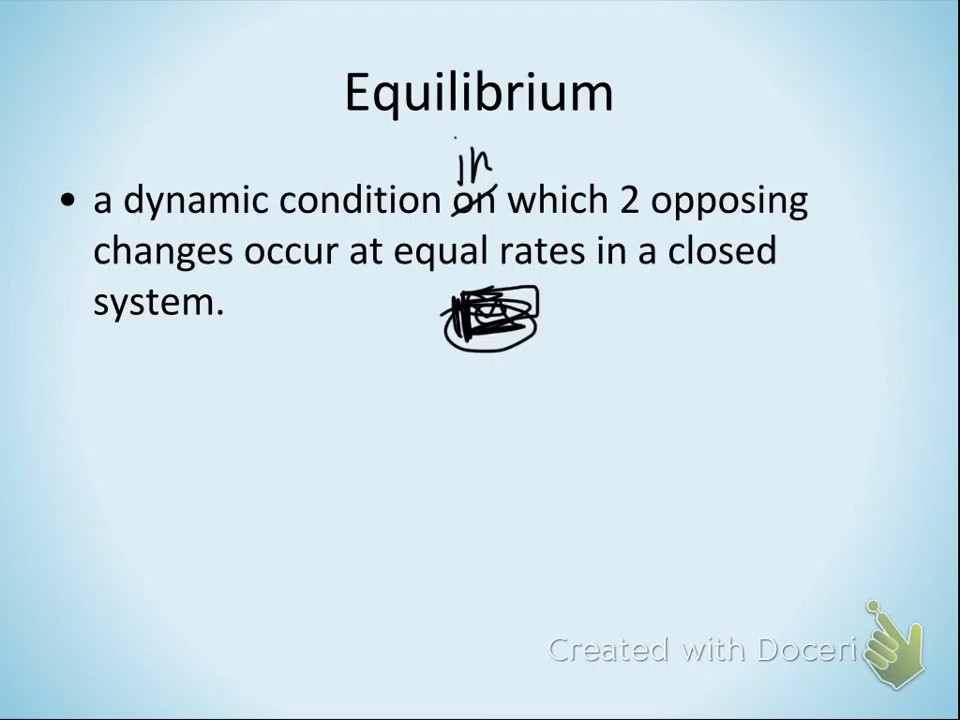 Equilibrium
in
• a dynamic condition on which 2 opposing
changes occur at equal rates in a closed
system.
Created with Doceri